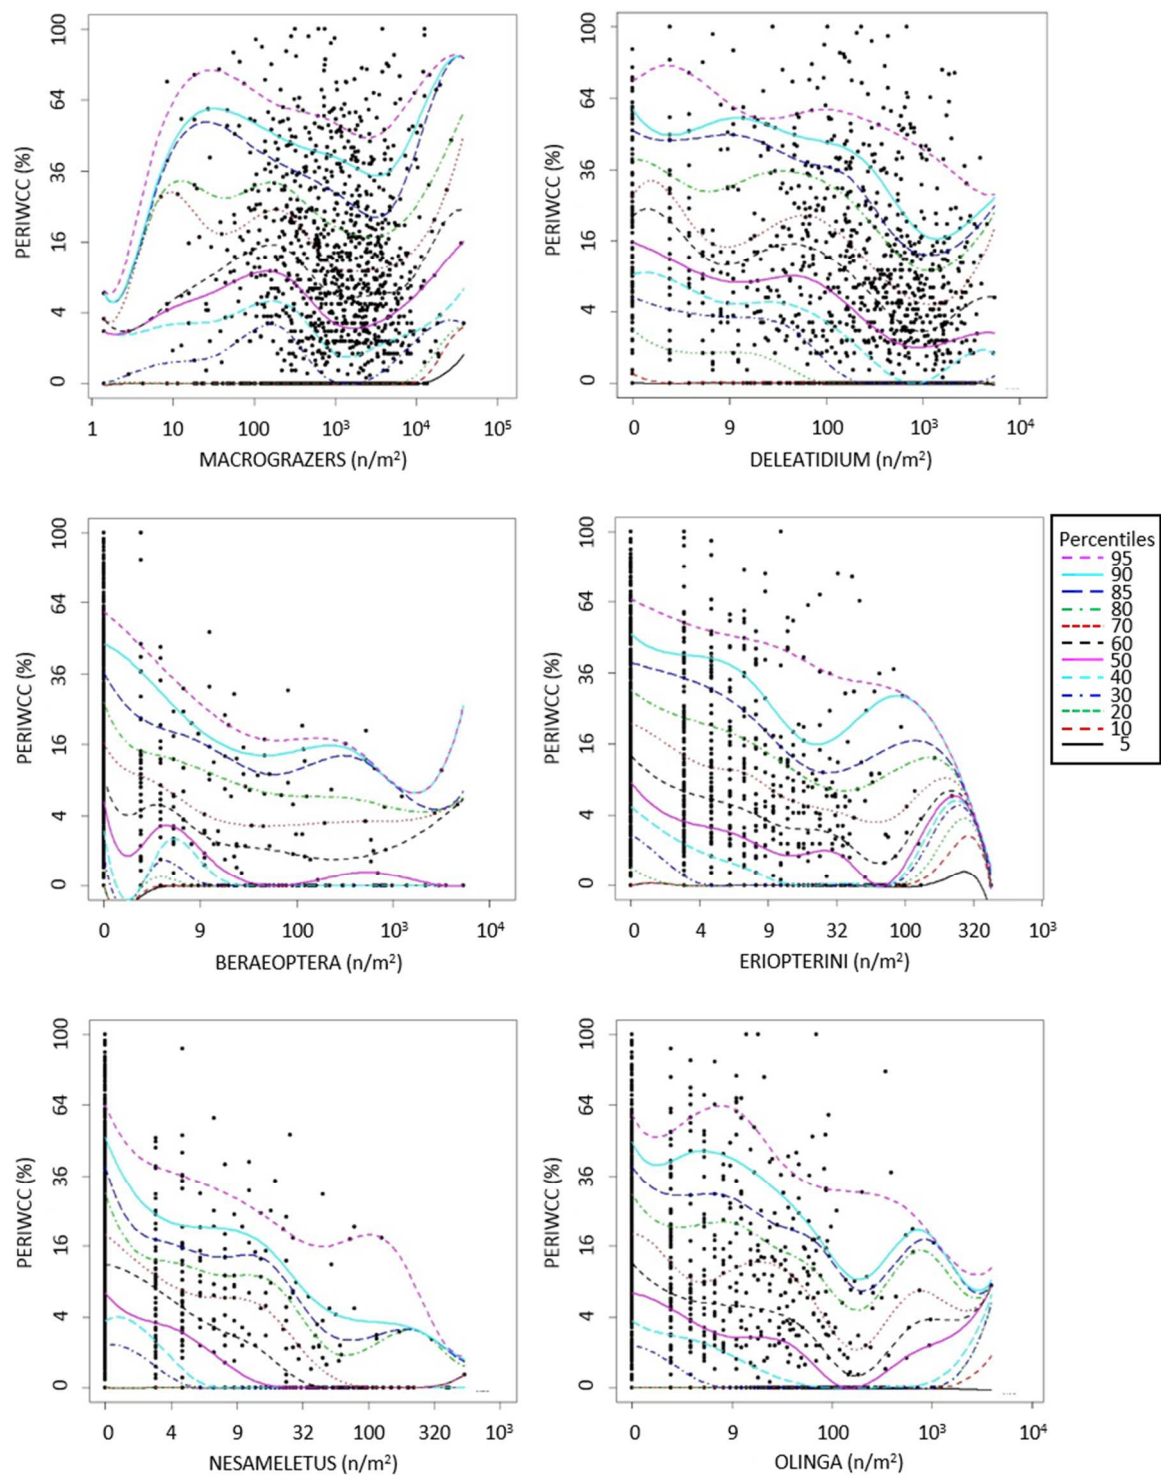 100
64
36
16
4
0
PERIWCC (%)
1 10 100 10³ 10⁴ 10⁵
MACROGRAZERS (n/m²)
100
64
36
16
4
0
PERIWCC (%)
0 9 100 10³ 10⁴
DELEATIDIUM (n/m²)
100
64
36
16
4
0
PERIWCC (%)
0 9 100 10³ 10⁴
BERAEOPTERA (n/m²)
100
64
36
16
4
0
PERIWCC (%)
0 4 9 32 100 320 10³
ERIOPTERINI (n/m²)
Percentiles
95
90
85
80
70
60
50
40
30
20
10
5
100
64
36
16
4
0
PERIWCC (%)
0 4 9 32 100 320 10³
NESAMELETUS (n/m²)
100
64
36
16
4
0
PERIWCC (%)
0 9 100 10³ 10⁴
OLINGA (n/m²)